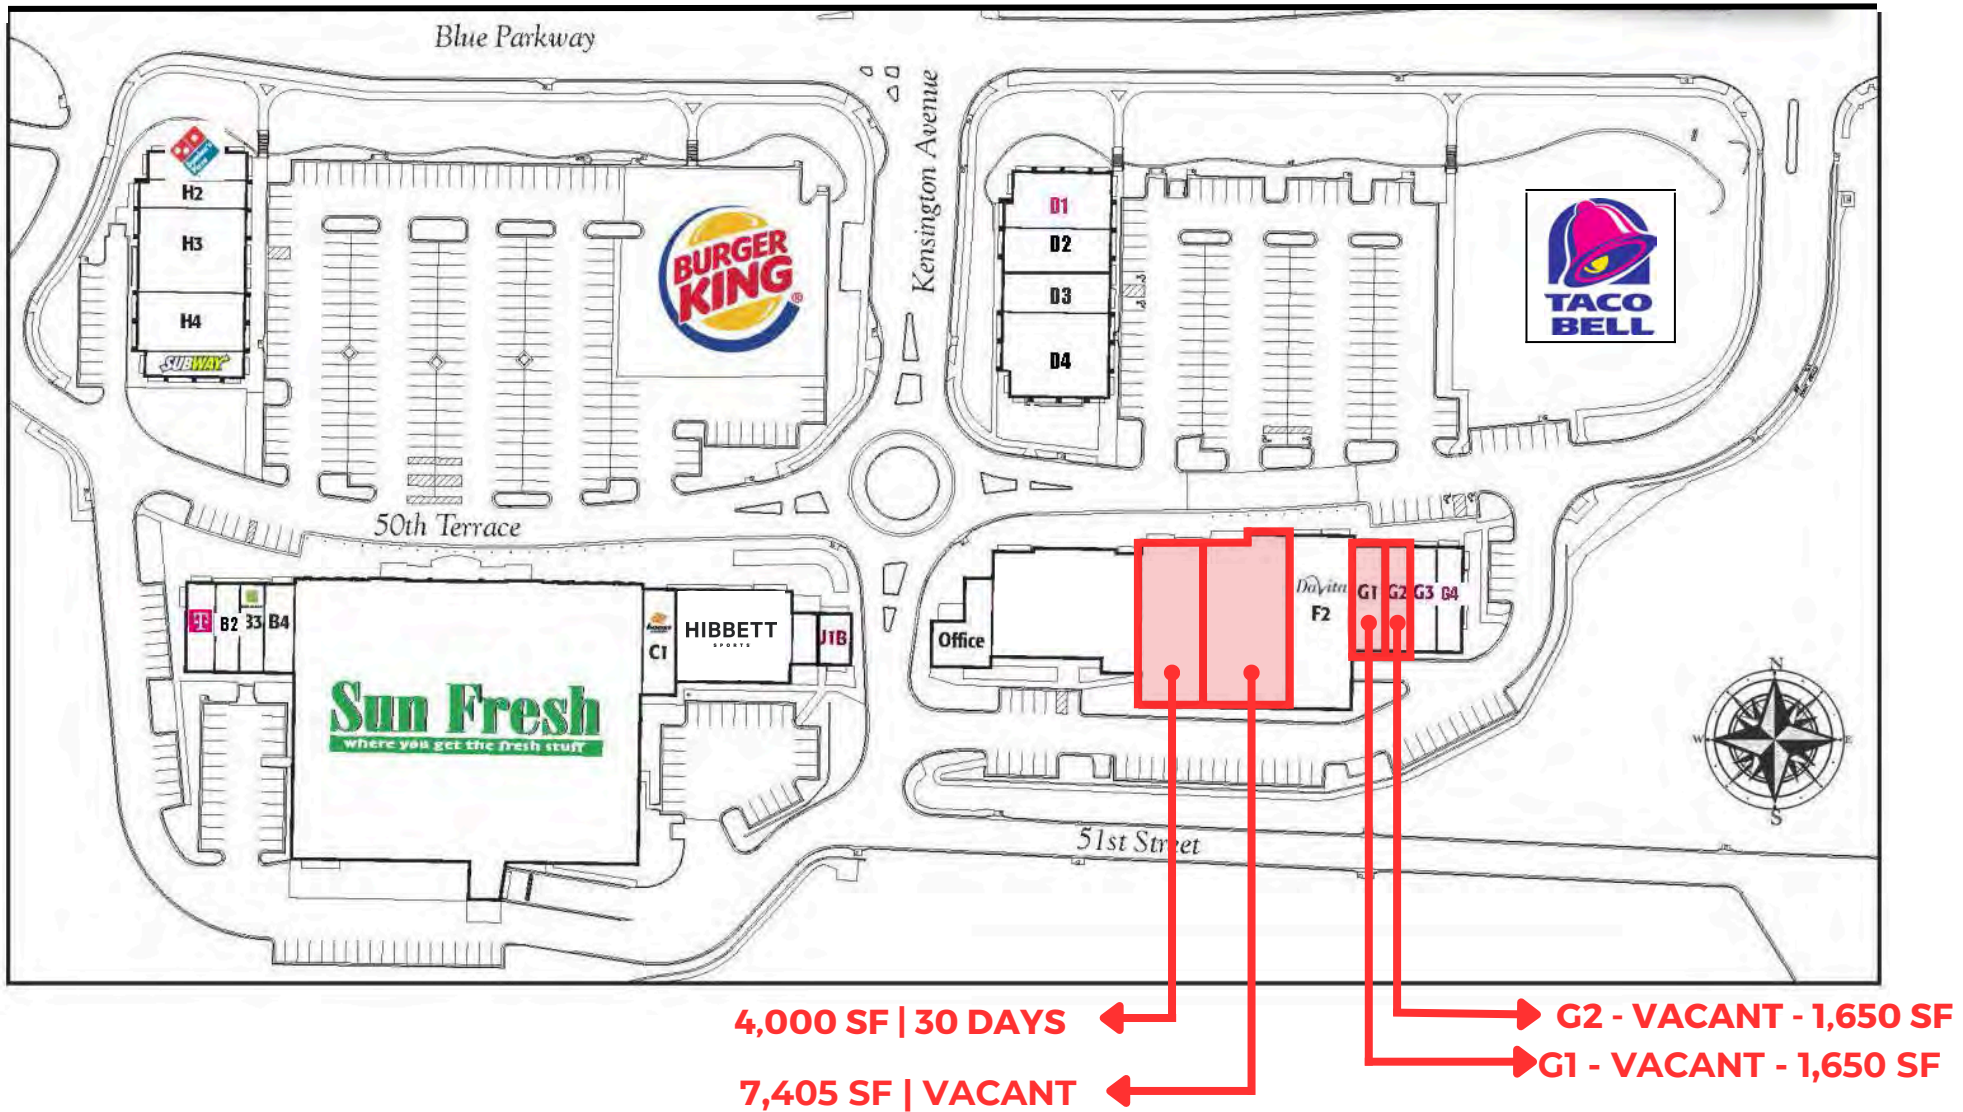 Blue Parkway
Kensington Avenue
Domino's
Pizza
H2
H3
H4
SUBWAY
BURGER
KING
®
D1
D2
D3
D4
TACO
BELL
50th Terrace
T
B2
33
B4
Sun Fresh
where you get the fresh stuff
boost
C1
HIBBETT
SPORTS
J1B
Office
DaVita
F2
G1
G2
G3
G4
N
W
E
S
51st Street
4,000 SF | 30 DAYS
7,405 SF | VACANT
G2 - VACANT - 1,650 SF
G1 - VACANT - 1,650 SF